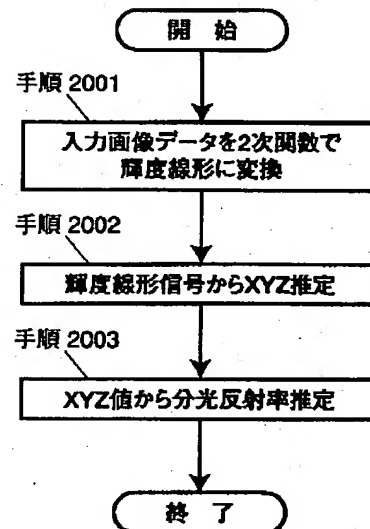 開 始
手順 2001
入力画像データを2次関数で
輝度線形に変換
手順 2002
輝度線形信号からXYZ推定
手順 2003
XYZ値から分光反射率推定
終 了